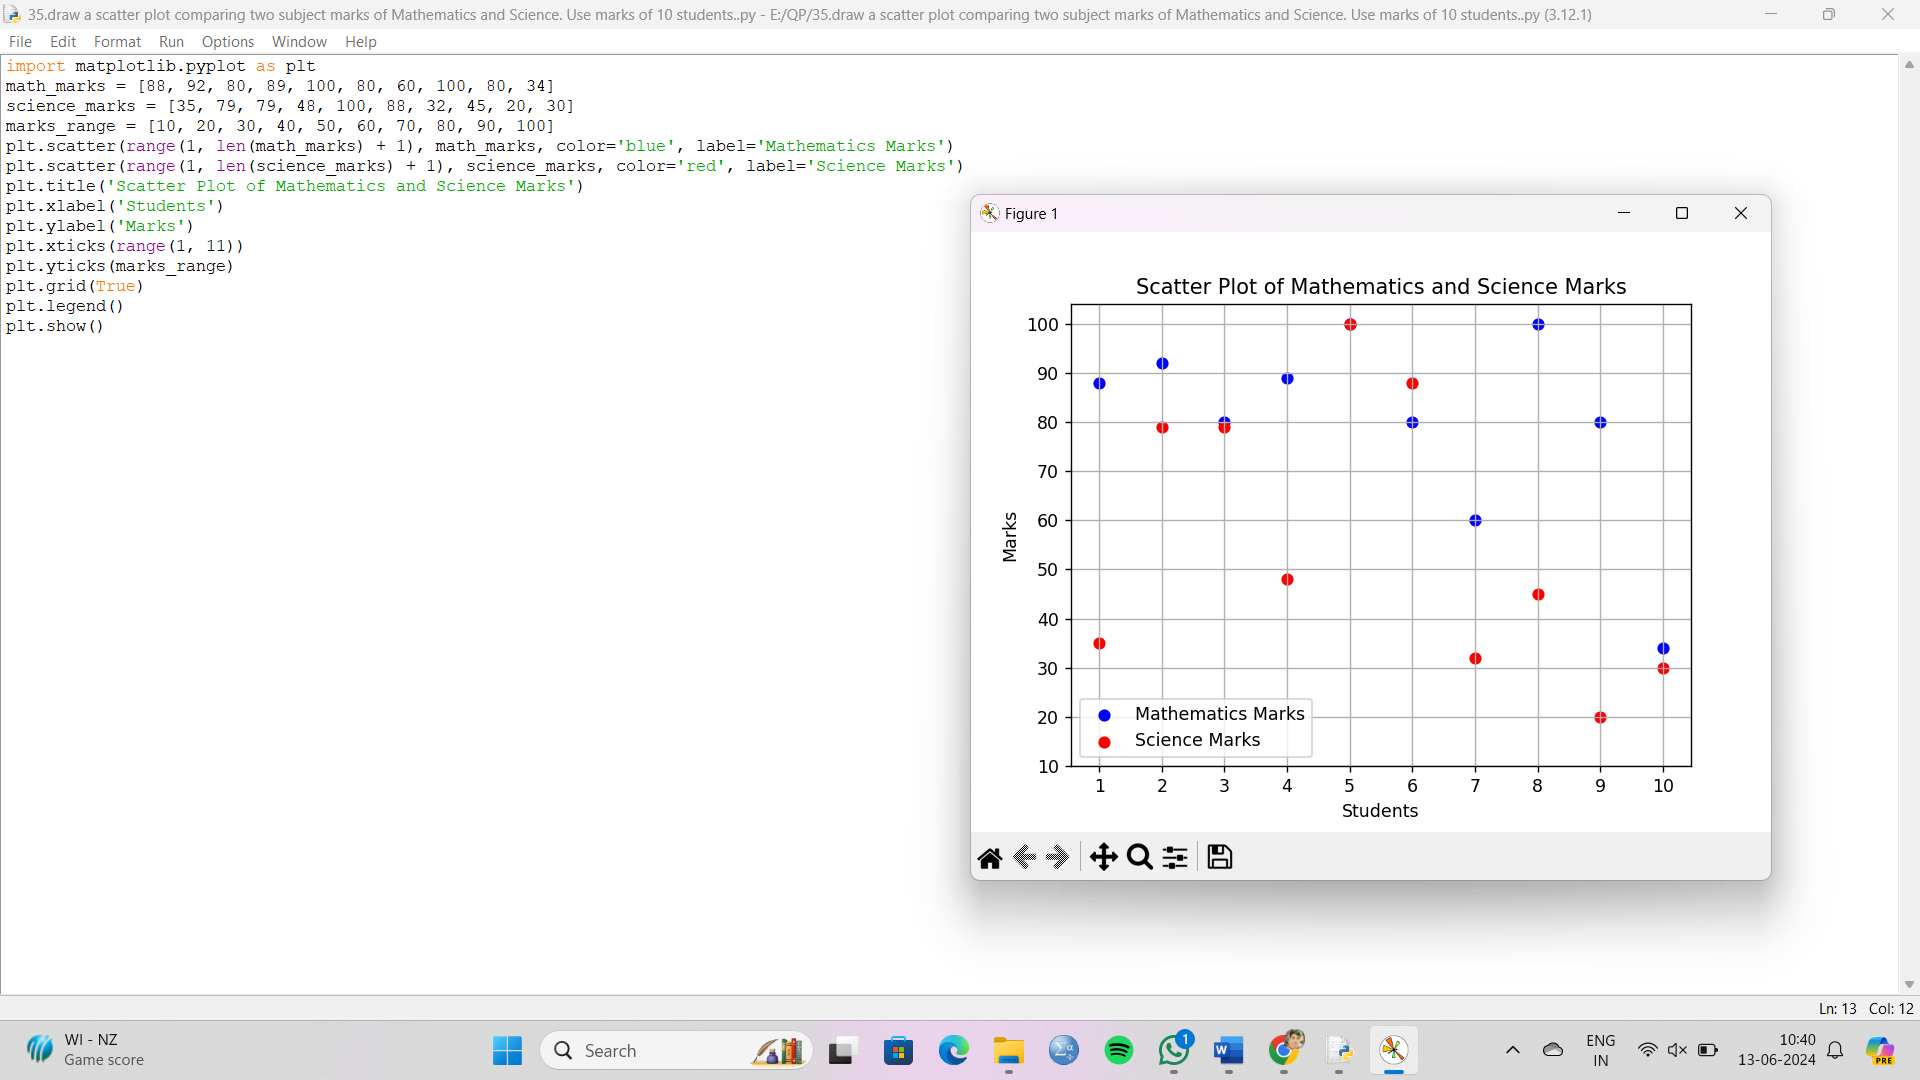 35.draw a scatter plot comparing two subject marks of Mathematics and Science. Use marks of 10 students..py - E:/QP/35.draw a scatter plot comparing two subject marks of Mathematics and Science. Use marks of 10 students..py (3.12.1)
File Edit Format Run Options Window Help
import matplotlib.pyplot as plt
math_marks = [88, 92, 80, 89, 100, 80, 60, 100, 80, 34]
science_marks = [35, 79, 79, 48, 100, 88, 32, 45, 20, 30]
marks_range = [10, 20, 30, 40, 50, 60, 70, 80, 90, 100]
plt.scatter(range(1, len(math_marks) + 1), math_marks, color='blue', label='Mathematics Marks')
plt.scatter(range(1, len(science_marks) + 1), science_marks, color='red', label='Science Marks')
plt.title('Scatter Plot of Mathematics and Science Marks')
plt.xlabel('Students')
plt.ylabel('Marks')
plt.xticks(range(1, 11))
plt.yticks(marks_range)
plt.grid(True)
plt.legend()
plt.show()
Figure 1
Scatter Plot of Mathematics and Science Marks
100
90
80
70
60
50
40
30
20
10
Marks
Mathematics Marks
Science Marks
1 2 3 4 5 6 7 8 9 10
Students
Ln: 13 Col: 12
WI - NZ
Game score
Search
1
W
Σα
PRE
ENG
IN
10:40
13-06-2024